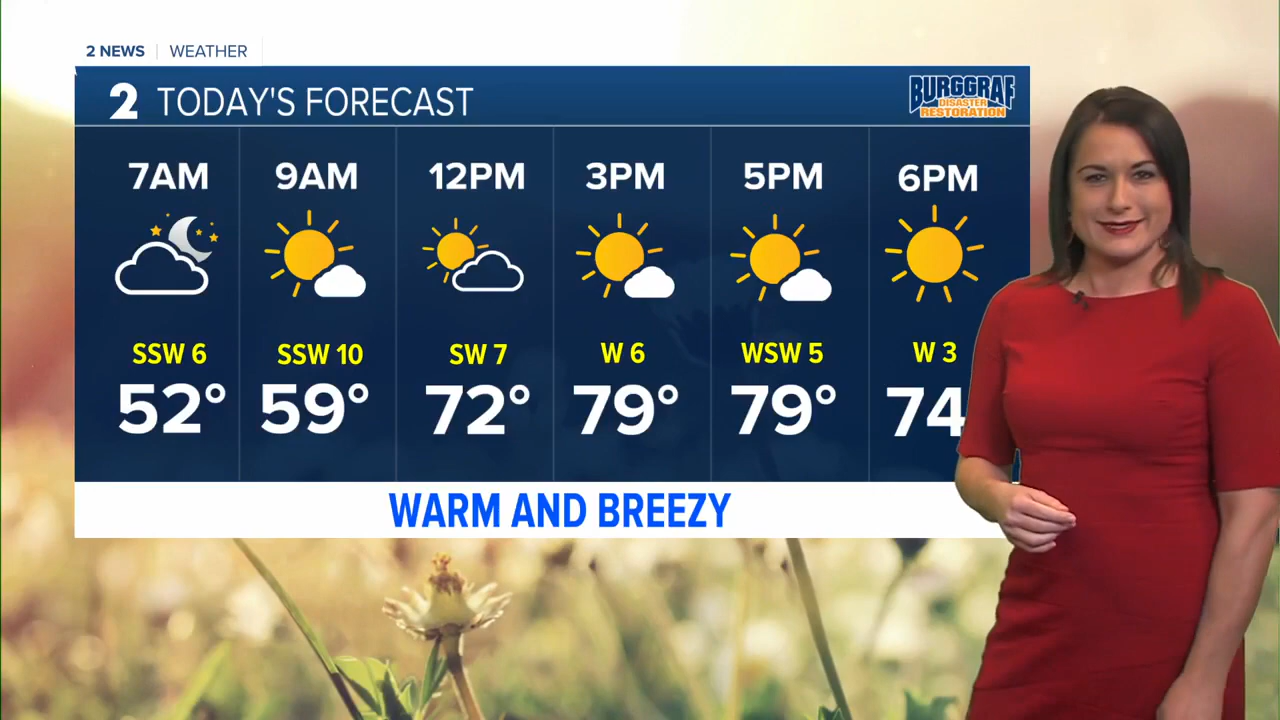 2 NEWS | WEATHER
2 TODAY'S FORECAST
BURGGRAF
DISASTER
RESTORATION
7AM 9AM 12PM 3PM 5PM 6PM
SSW 6 SSW 10 SW 7 W 6 WSW 5 W 3
52° 59° 72° 79° 79° 74
WARM AND BREEZY